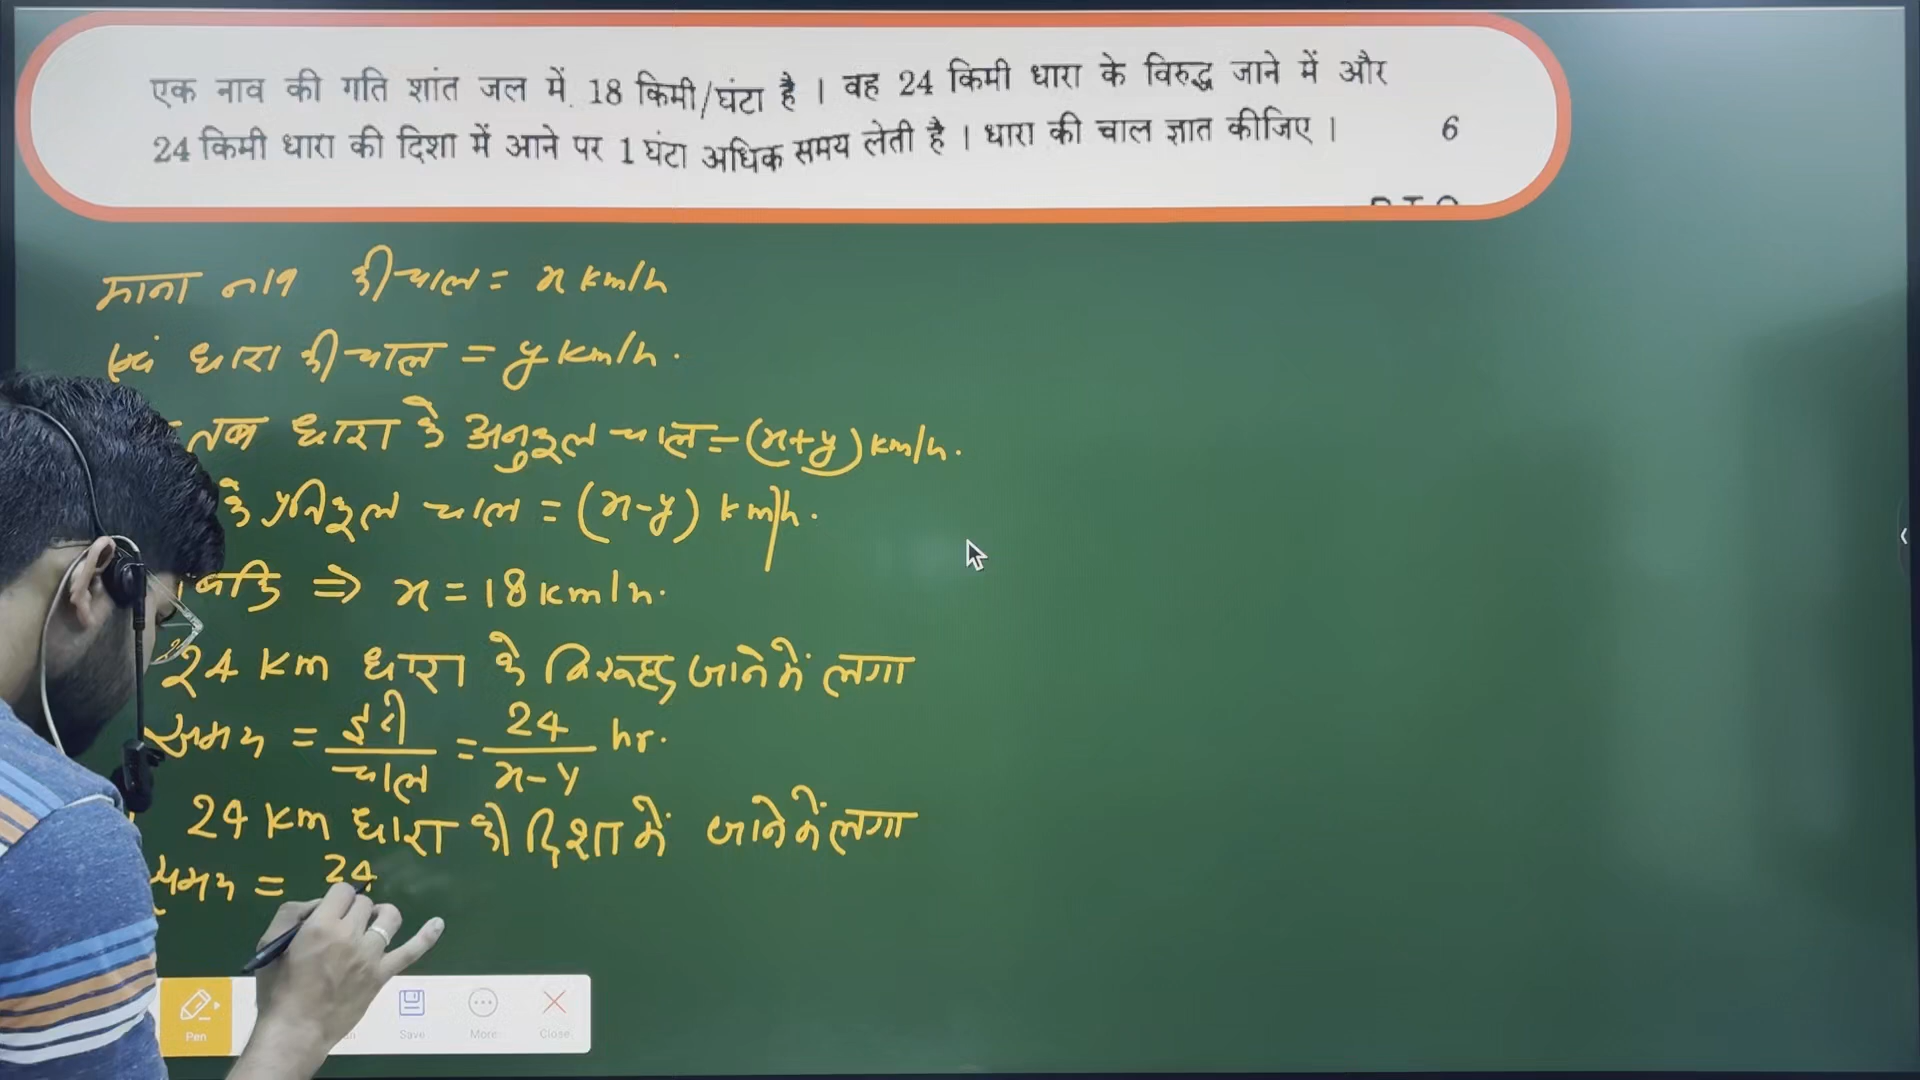 एक नाव की गति शांत जल में 18 किमी/घंटा है । वह 24 किमी धारा के विरुद्ध जाने में और
24 किमी धारा की दिशा में आने पर 1 घंटा अधिक समय लेती है । धारा की चाल ज्ञात कीजिए । 6
माना नाव की चाल = x km/h
एवं धारा की चाल = y km/h.
तब धारा के अनुकूल चाल = (x+y) km/h.
के प्रतिकूल चाल = (x-y) km/h.
⇒ x = 18 km/h.
24 km धारा के विरुद्ध जाने में लगा
समय = दूरी/चाल = 24/x-y hr.
24 km धारा की दिशा में जाने में लगा
समय = 24
Pen Save More Close